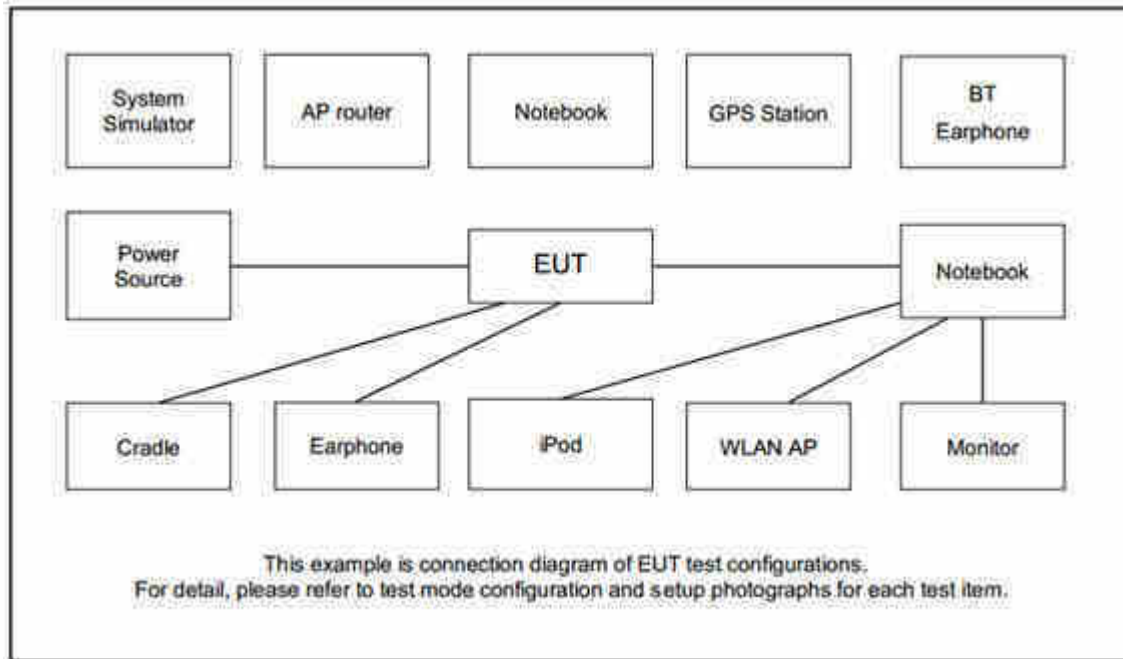 System
Simulator
AP router
Notebook
GPS Station
BT
Earphone
Power
Source
EUT
Notebook
Cradle
Earphone
iPod
WLAN AP
Monitor
This example is connection diagram of EUT test configurations.
For detail, please refer to test mode configuration and setup photographs for each test item.